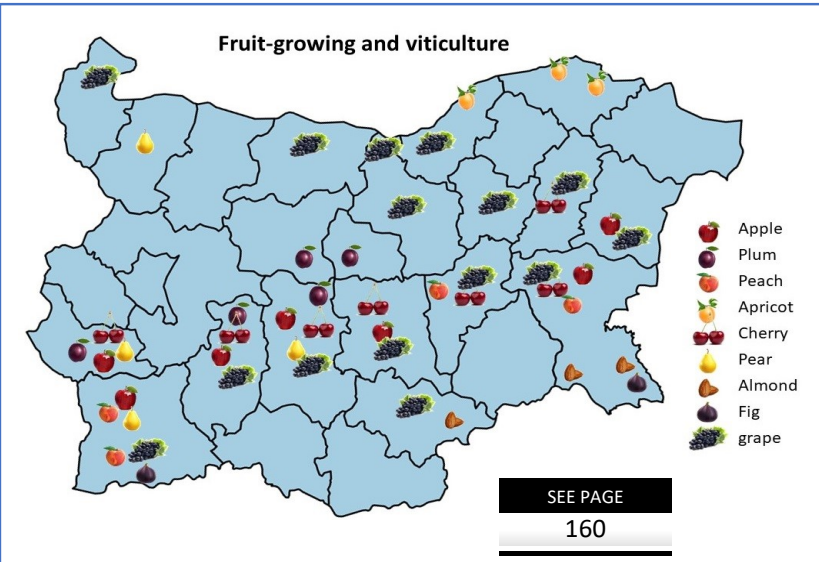 Fruit-growing and viticulture
Apple
Plum
Peach
Apricot
Cherry
Pear
Almond
Fig
grape
SEE PAGE
160